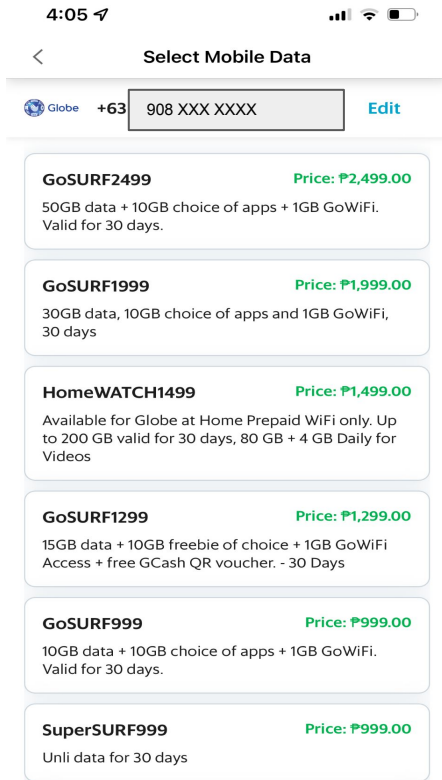 4:05
Select Mobile Data
Globe +63 908 XXX XXXX Edit
GoSURF2499 Price: ₱2,499.00
50GB data + 10GB choice of apps + 1GB GoWiFi.
Valid for 30 days.
GoSURF1999 Price: ₱1,999.00
30GB data, 10GB choice of apps and 1GB GoWiFi,
30 days
HomeWATCH1499 Price: ₱1,499.00
Available for Globe at Home Prepaid WiFi only. Up
to 200 GB valid for 30 days, 80 GB + 4 GB Daily for
Videos
GoSURF1299 Price: ₱1,299.00
15GB data + 10GB freebie of choice + 1GB GoWiFi
Access + free GCash QR voucher. - 30 Days
GoSURF999 Price: ₱999.00
10GB data + 10GB choice of apps + 1GB GoWiFi.
Valid for 30 days.
SuperSURF999 Price: ₱999.00
Unli data for 30 days